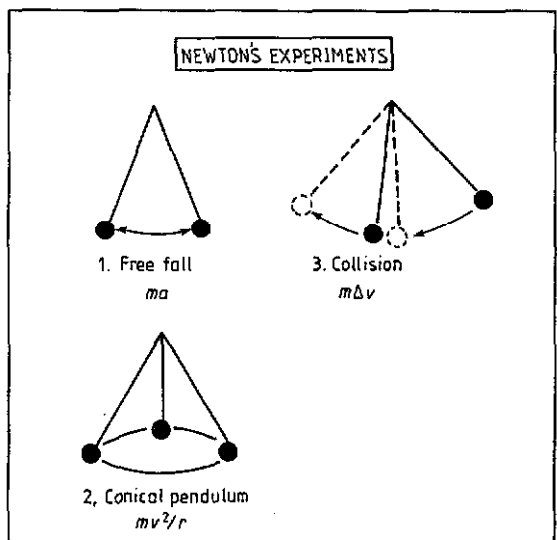 NEWTON'S EXPERIMENTS
1. Free fall
ma
3. Collision
mΔv
2, Conical pendulum
mv²/r